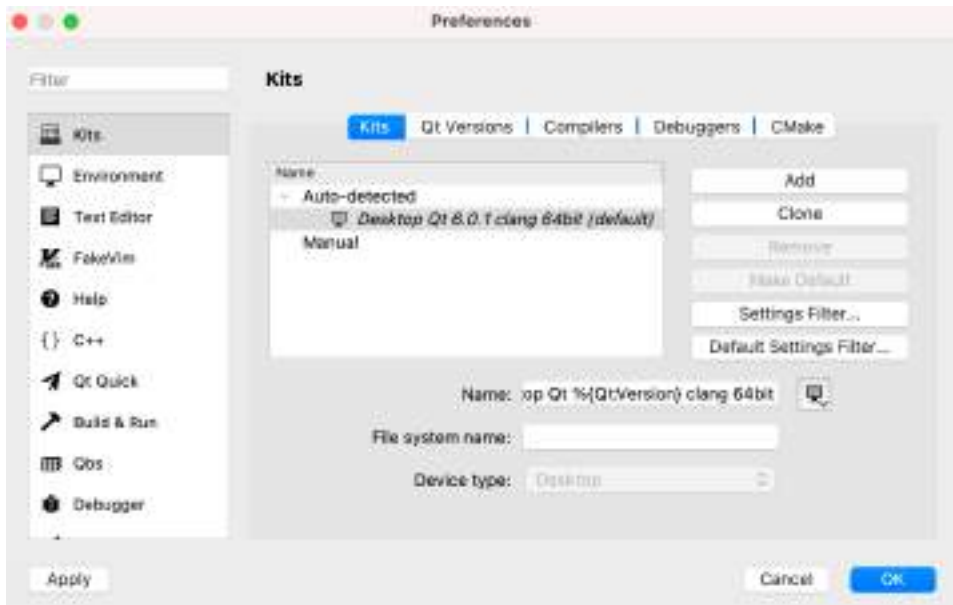 Preferences
Filter
Kits
Kits
Environment
Text Editor
FakeVim
Help
{} C++
Qt Quick
Build & Run
Qbs
Debugger
Kits Qt Versions Compilers Debuggers CMake
Name
Auto-detected
Desktop Qt 6.0.1 clang 64bit (default)
Manual
Add
Clone
Remove
Make Default
Settings Filter...
Default Settings Filter...
Name: op Qt %{Qt:Version} clang 64bit
File system name:
Device type: Desktop
Apply
Cancel
OK